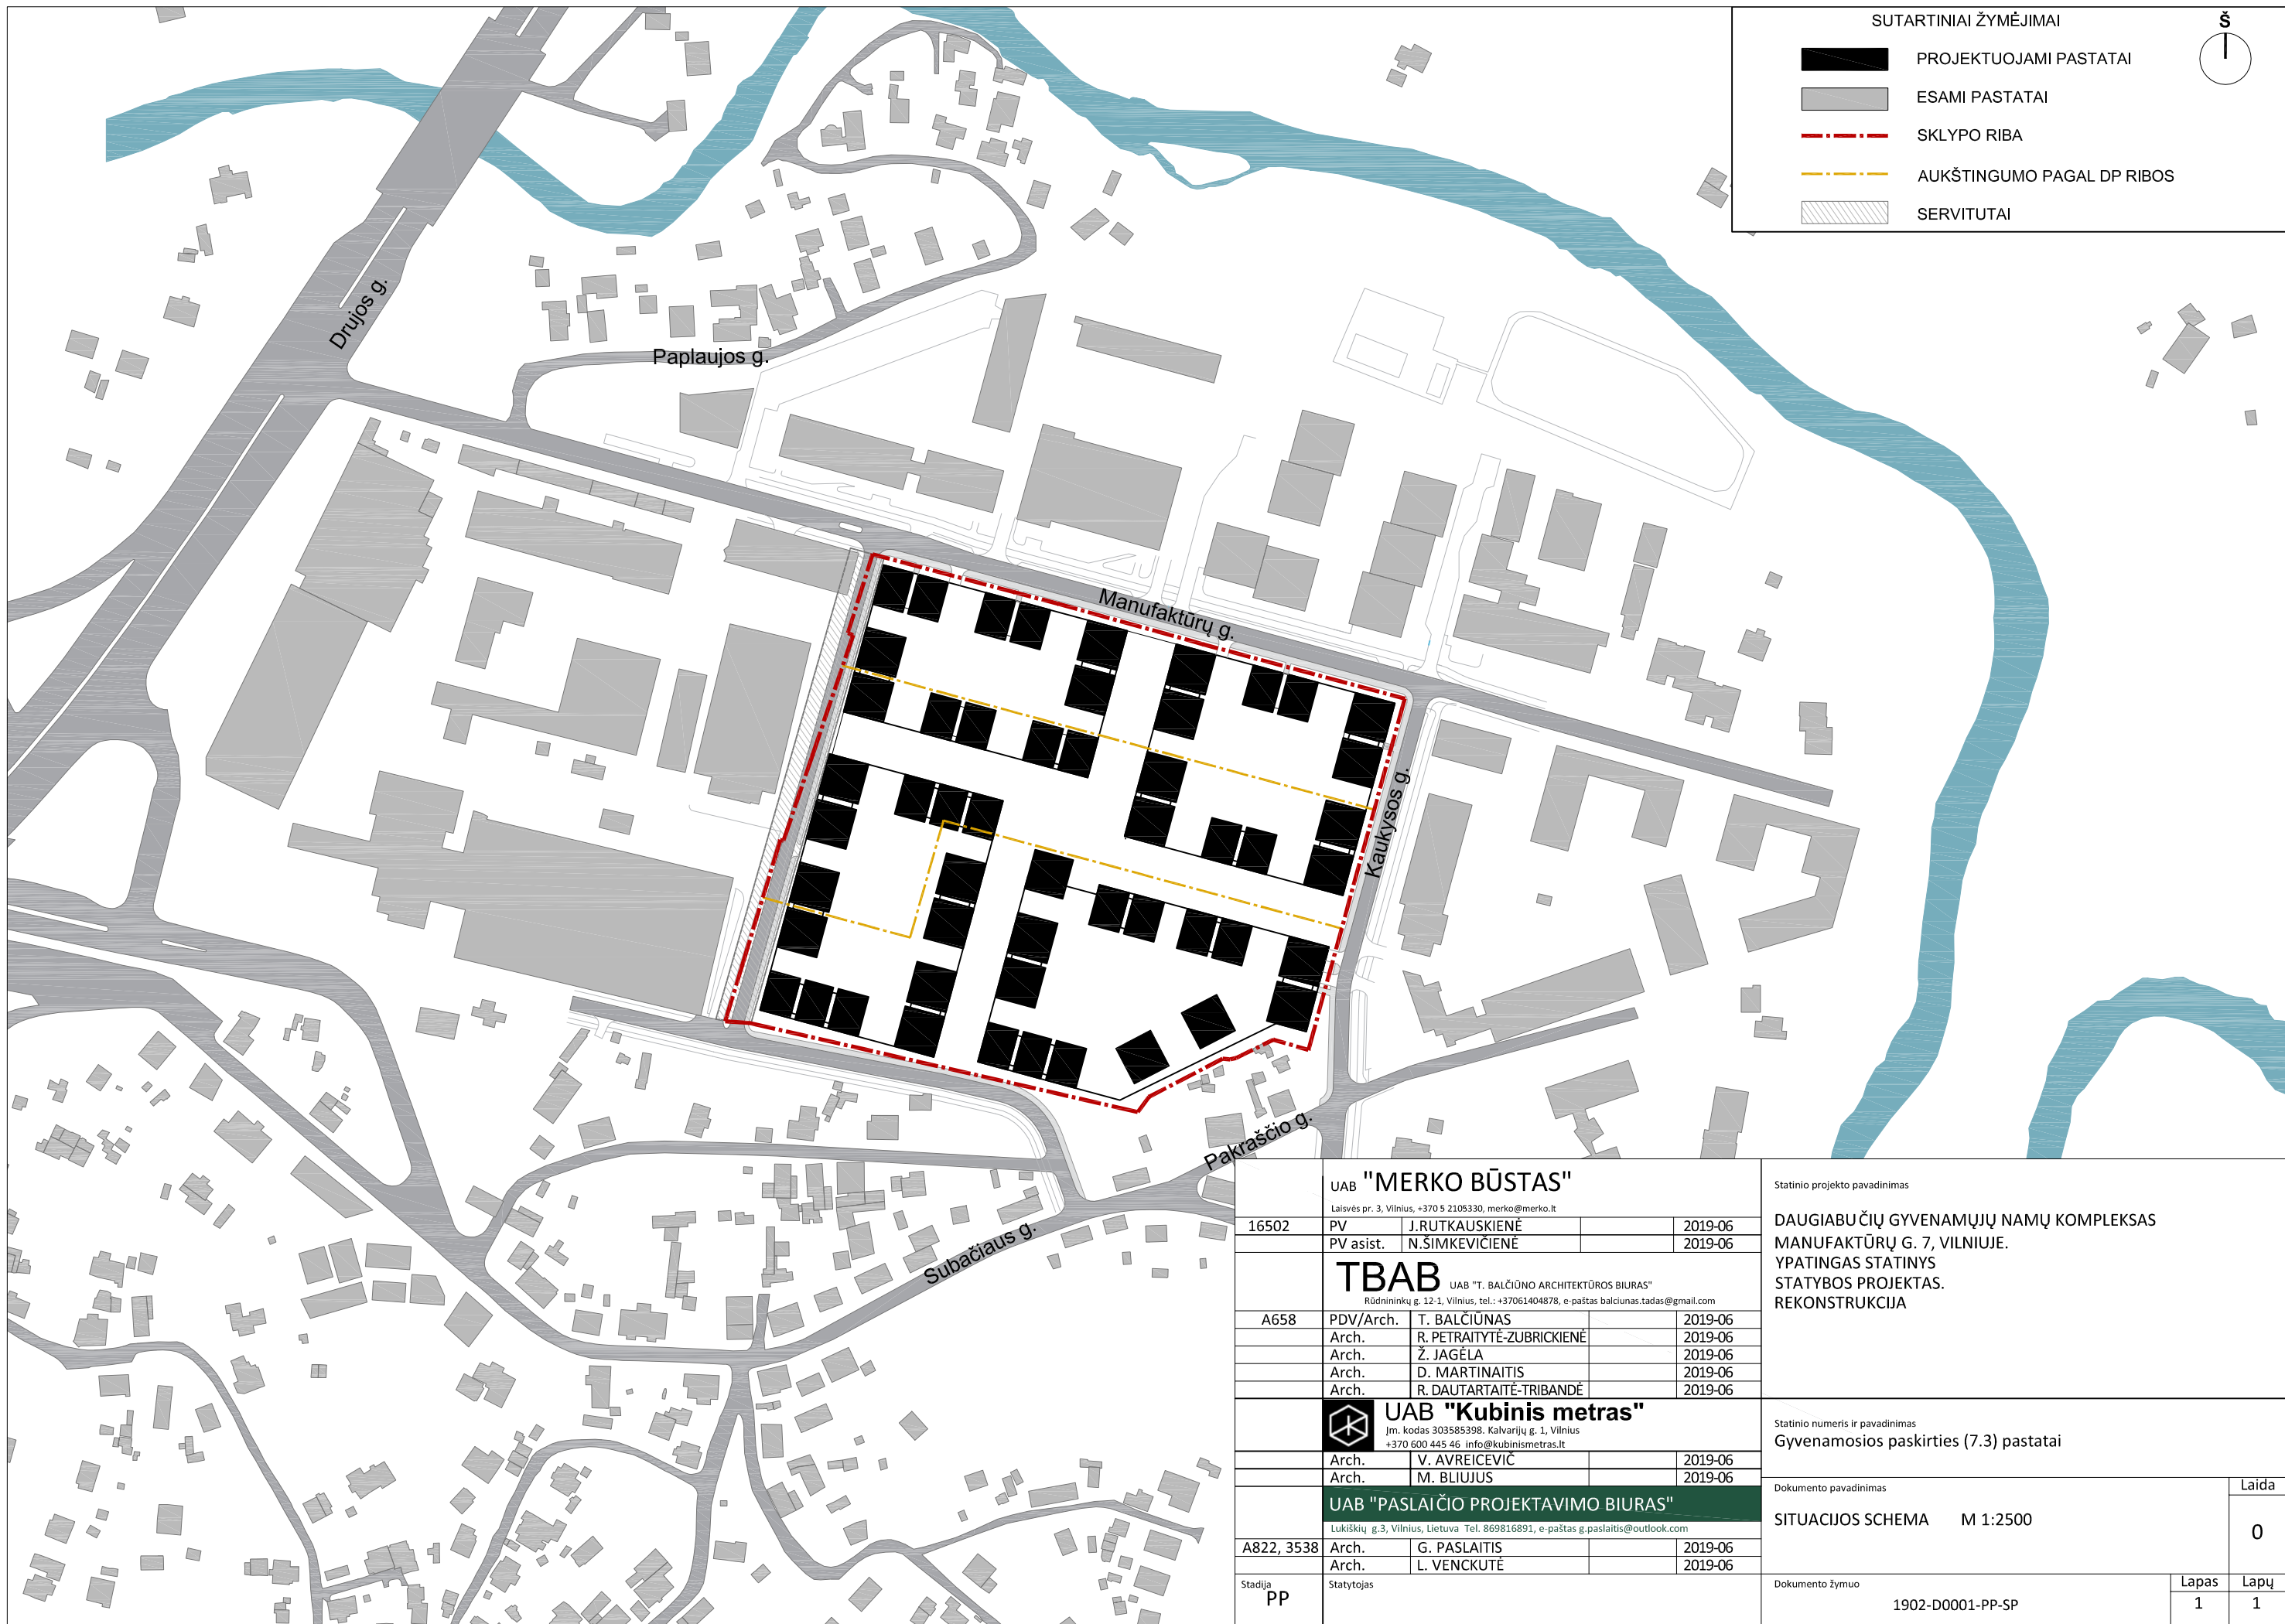 SUTARTINIAI ŽYMĖJIMAI
Š
PROJEKTUOJAMI PASTATAI
ESAMI PASTATAI
SKLYPO RIBA
AUKŠTINGUMO PAGAL DP RIBOS
SERVITUTAI
Drujos g.
Paplaujos g.
Manufaktūrų g.
Kaukysos g.
Pakraščio g.
Subačiaus g.
UAB "MERKO BŪSTAS"
Laisvės pr. 3, Vilnius, +370 5 2105330, merko@merko.lt
16502 PV J.RUTKAUSKIENĖ 2019-06
PV asist. N.ŠIMKEVIČIENĖ 2019-06
TBAB UAB "T. BALČIŪNO ARCHITEKTŪROS BIURAS"
Rūdnininkų g. 12-1, Vilnius, tel.: +37061404878, e-paštas balciunas.tadas@gmail.com
A658 PDV/Arch. T. BALČIŪNAS 2019-06
Arch. R. PETRAITYTĖ-ZUBRICKIENĖ 2019-06
Arch. Ž. JAGĖLA 2019-06
Arch. D. MARTINAITIS 2019-06
Arch. R. DAUTARTAITĖ-TRIBANDĖ 2019-06
UAB "Kubinis metras"
Įm. kodas 303585398. Kalvarijų g. 1, Vilnius
+370 600 445 46 info@kubinismetras.lt
Arch. V. AVREICEVIČ 2019-06
Arch. M. BLIUJUS 2019-06
UAB "PASLAIČIO PROJEKTAVIMO BIURAS"
Lukiškių g.3, Vilnius, Lietuva Tel. 869816891, e-paštas g.paslaitis@outlook.com
A822, 3538 Arch. G. PASLAITIS 2019-06
Arch. L. VENCKUTĖ 2019-06
Stadija
PP
Statytojas
Statinio projekto pavadinimas
DAUGIABUČIŲ GYVENAMŲJŲ NAMŲ KOMPLEKSAS
MANUFAKTŪRŲ G. 7, VILNIUJE.
YPATINGAS STATINYS
STATYBOS PROJEKTAS.
REKONSTRUKCIJA
Statinio numeris ir pavadinimas
Gyvenamosios paskirties (7.3) pastatai
Dokumento pavadinimas
Laida
SITUACIJOS SCHEMA M 1:2500
0
Dokumento žymuo
Lapas Lapų
1902-D0001-PP-SP
1 1